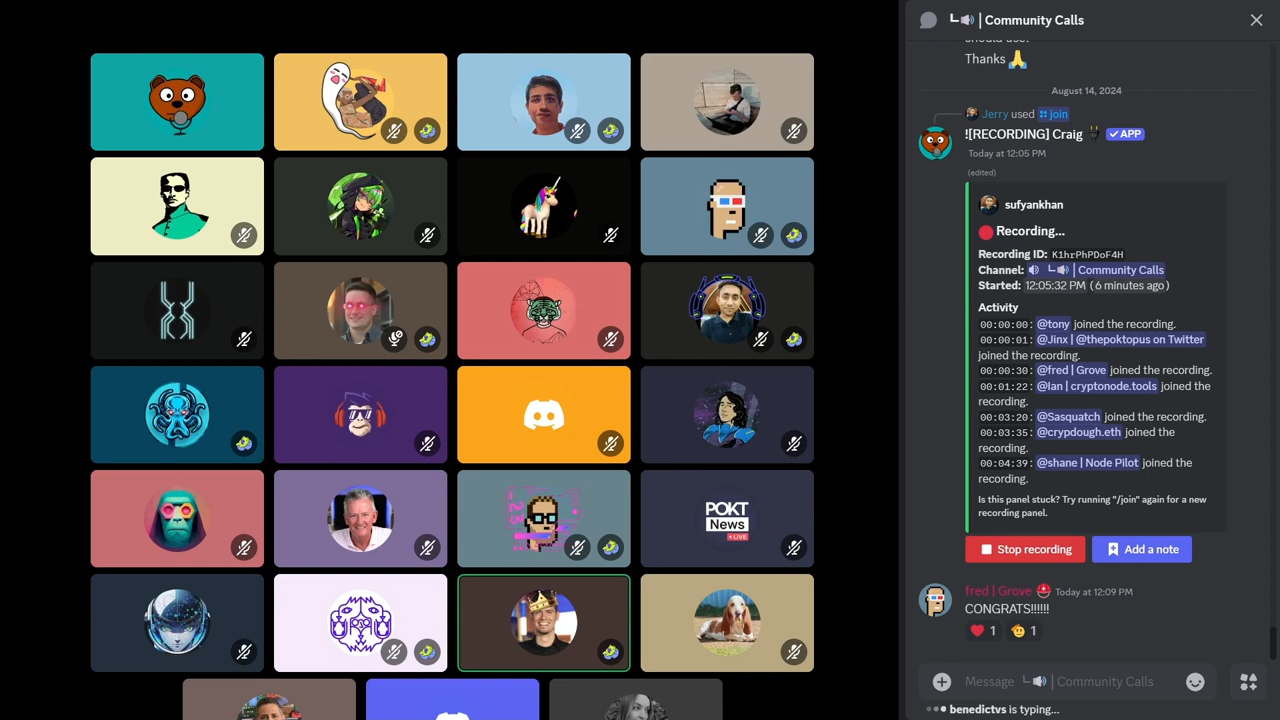 Community Calls
should use?
Thanks 🙏
August 14, 2024
Jerry used join
![RECORDING] Craig ✓ APP
Today at 12:05 PM
(edited)
sufyankhan
Recording...
Recording ID: K1hrPhPDoF4H
Channel: Community Calls
Started: 12:05:32 PM (6 minutes ago)
Activity
00:00:00: @tony joined the recording.
00:00:01: @Jinx | @thepoktopus on Twitter
joined the recording.
00:00:30: @fred | Grove joined the recording.
00:01:22: @Ian | cryptonode.tools joined the
recording.
00:03:20: @Sasquatch joined the recording.
00:03:35: @crypdough.eth joined the
recording.
00:04:39: @shane | Node Pilot joined the
recording.
Is this panel stuck? Try running "/join" again for a new
recording panel.
Stop recording
Add a note
fred | Grove Today at 12:09 PM
CONGRATS!!!!!!
1
1
Message Community Calls
benedictvs is typing...
POKT
News
LIVE